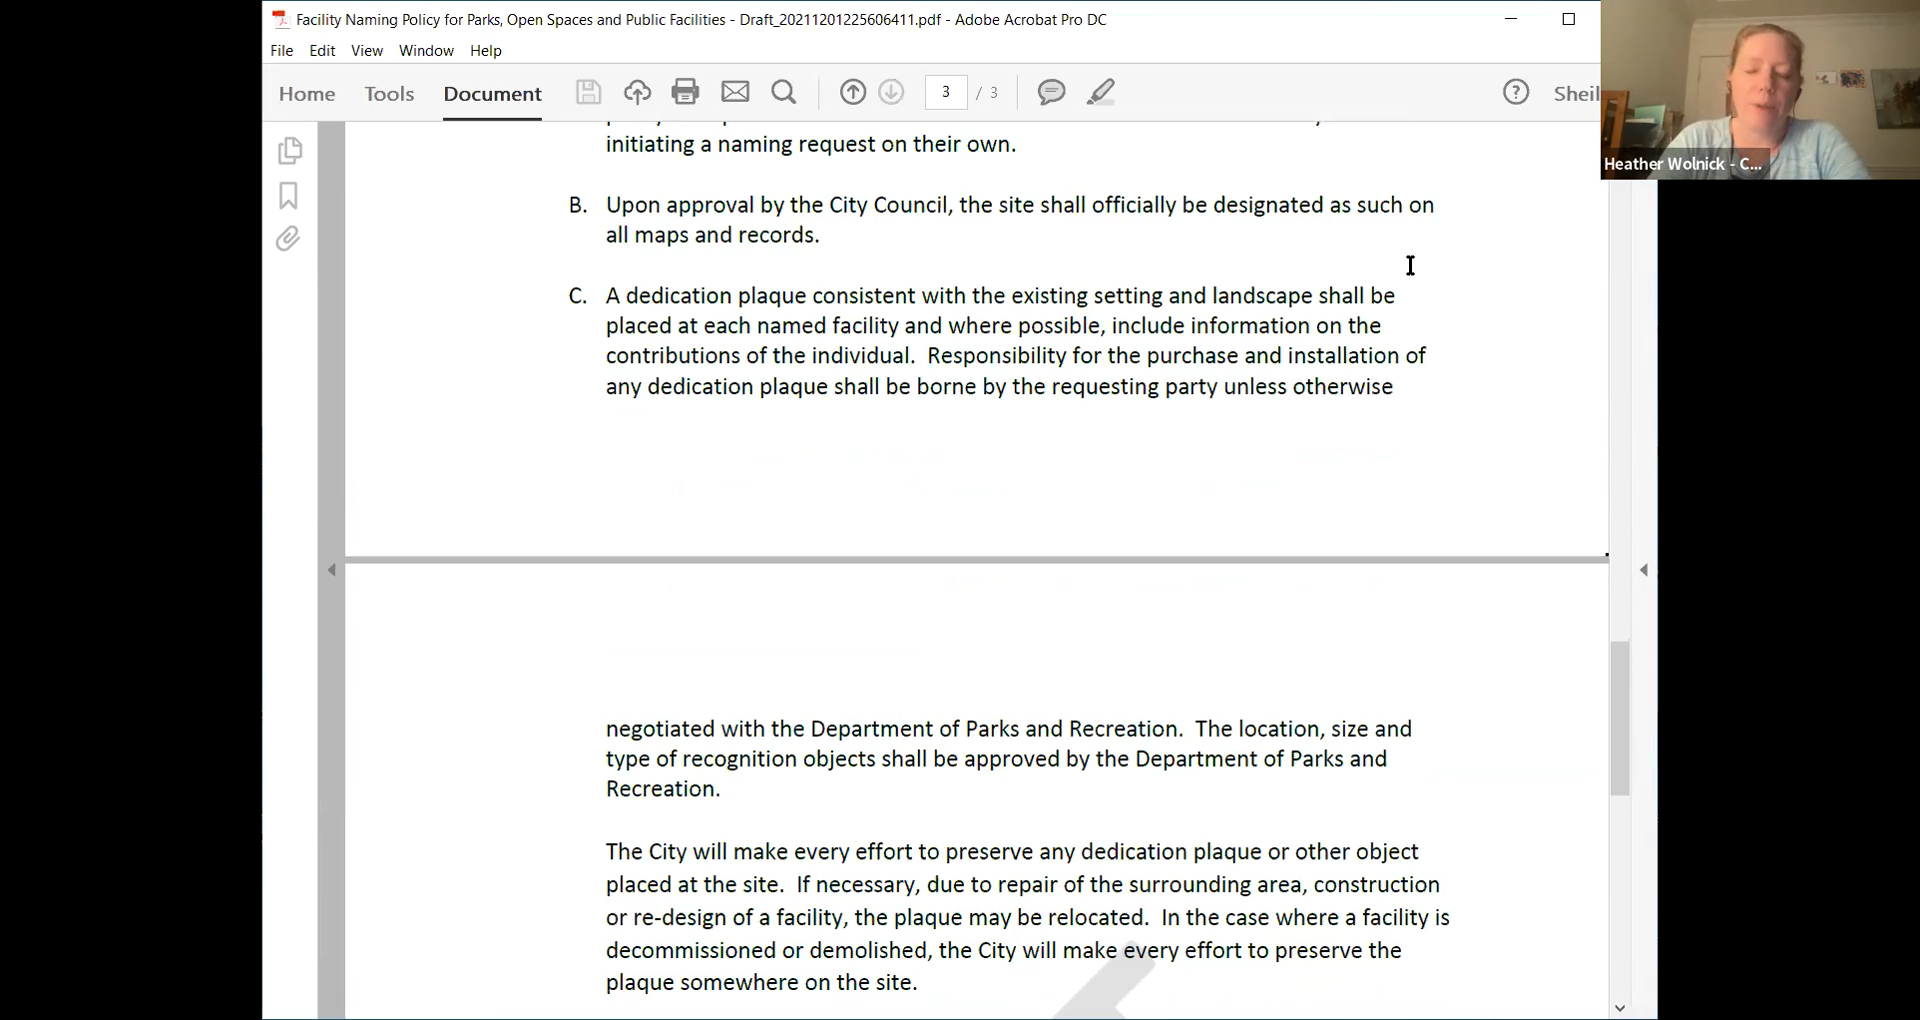 Facility Naming Policy for Parks, Open Spaces and Public Facilities - Draft_20211201225606411.pdf - Adobe Acrobat Pro DC
File Edit View Window Help
Home Tools Document 3 / 3 Sheil
Heather Wolnick - C...
initiating a naming request on their own.
B. Upon approval by the City Council, the site shall officially be designated as such on
all maps and records.
C. A dedication plaque consistent with the existing setting and landscape shall be
placed at each named facility and where possible, include information on the
contributions of the individual. Responsibility for the purchase and installation of
any dedication plaque shall be borne by the requesting party unless otherwise
negotiated with the Department of Parks and Recreation. The location, size and
type of recognition objects shall be approved by the Department of Parks and
Recreation.
The City will make every effort to preserve any dedication plaque or other object
placed at the site. If necessary, due to repair of the surrounding area, construction
or re-design of a facility, the plaque may be relocated. In the case where a facility is
decommissioned or demolished, the City will make every effort to preserve the
plaque somewhere on the site.